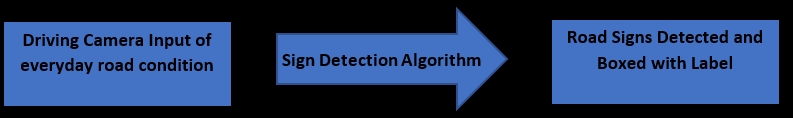 Driving Camera Input of
everyday road condition
Sign Detection Algorithm
Road Signs Detected and
Boxed with Label